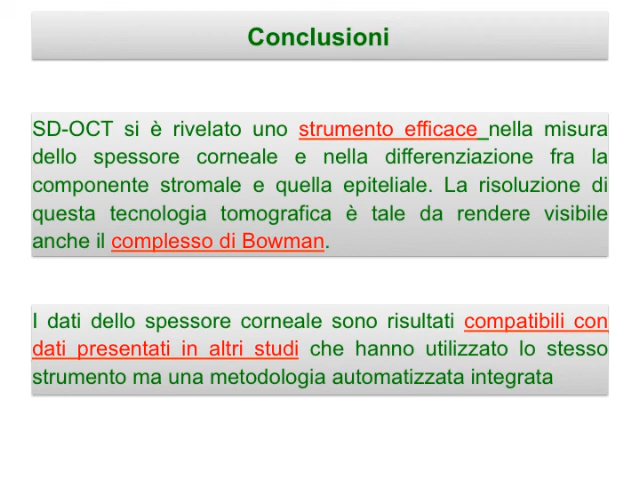 Conclusioni
SD-OCT si è rivelato uno strumento efficace nella misura
dello spessore corneale e nella differenziazione fra la
componente stromale e quella epiteliale. La risoluzione di
questa tecnologia tomografica è tale da rendere visibile
anche il complesso di Bowman.
I dati dello spessore corneale sono risultati compatibili con
dati presentati in altri studi che hanno utilizzato lo stesso
strumento ma una metodologia automatizzata integrata